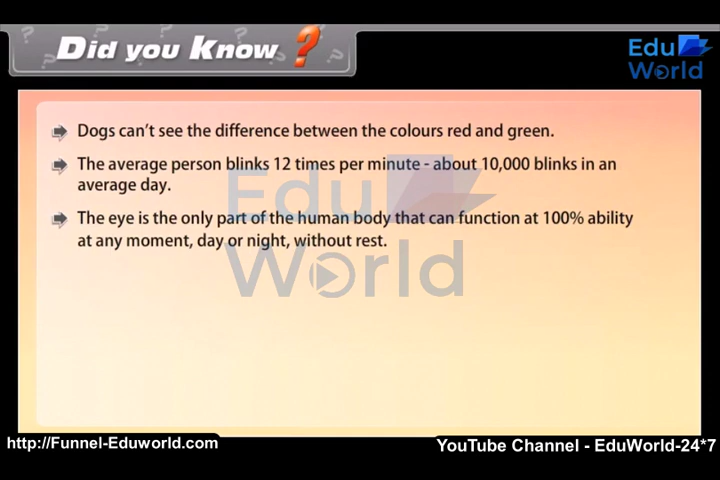 Did you Know ?
Edu
World
Dogs can't see the difference between the colours red and green.
The average person blinks 12 times per minute - about 10,000 blinks in an
average day.
The eye is the only part of the human body that can function at 100% ability
at any moment, day or night, without rest.
Edu
World
http://Funnel-Eduworld.com
YouTube Channel - EduWorld-24*7